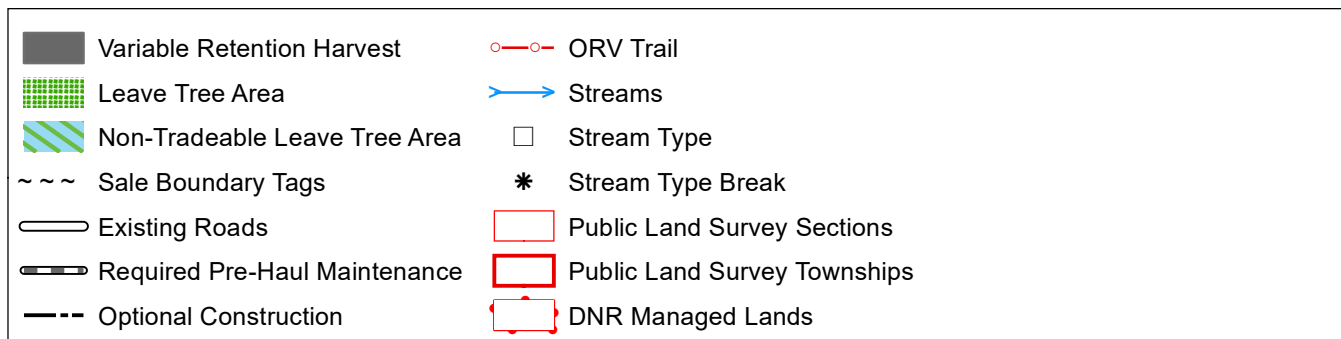 Variable Retention Harvest
Leave Tree Area
Non-Tradeable Leave Tree Area
Sale Boundary Tags
Existing Roads
Required Pre-Haul Maintenance
Optional Construction
ORV Trail
Streams
Stream Type
Stream Type Break
Public Land Survey Sections
Public Land Survey Townships
DNR Managed Lands